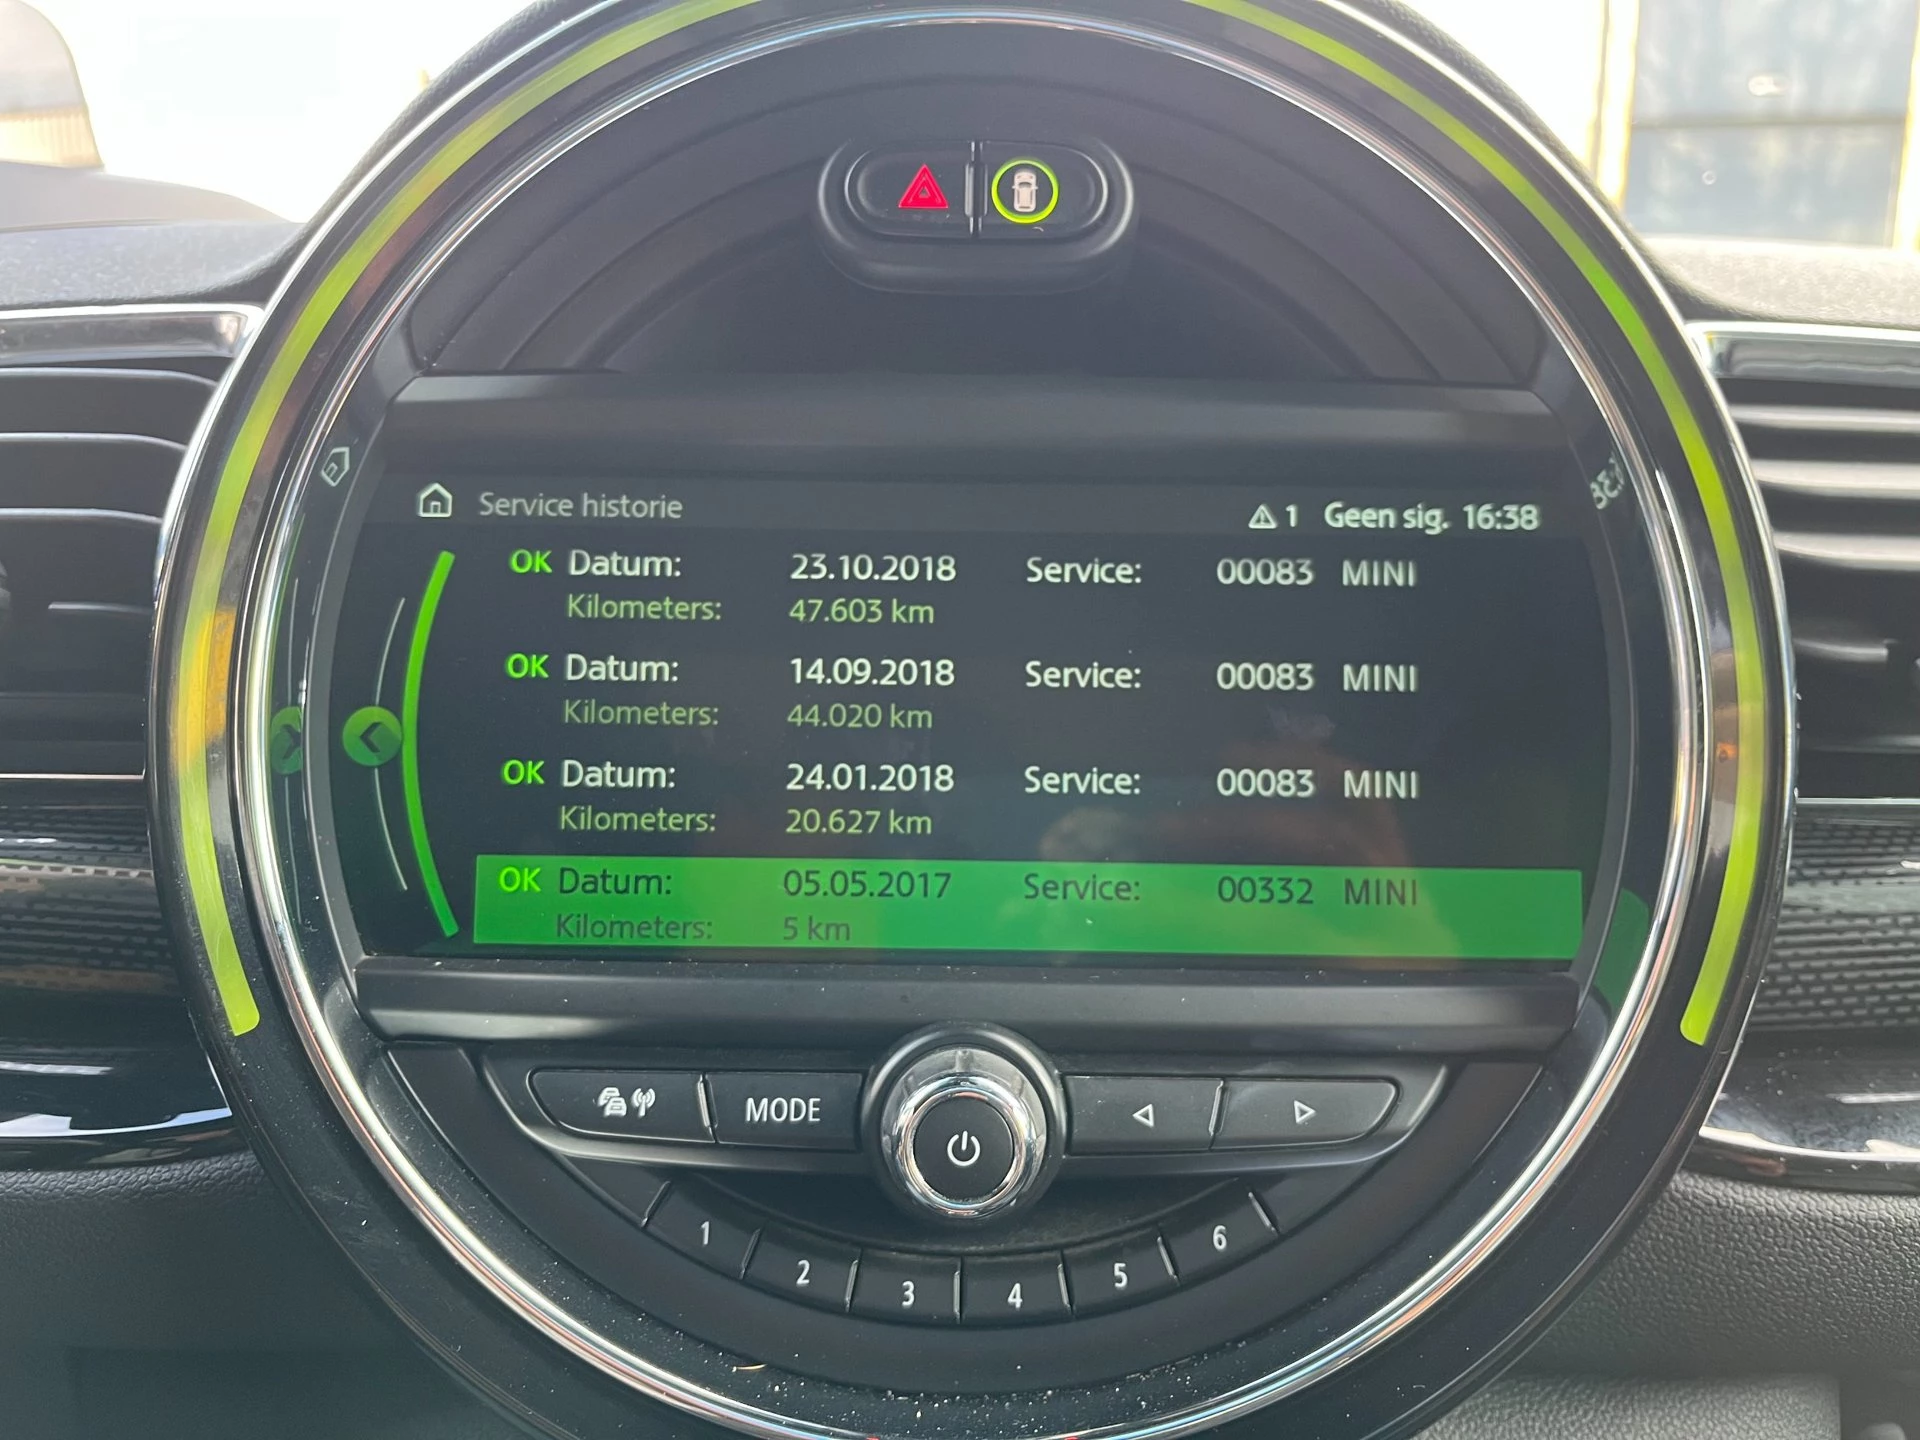 Service historie 1 Geen sig. 16:38
OK Datum: 23.10.2018 Service: 00083 MINI
Kilometers: 47.603 km
OK Datum: 14.09.2018 Service: 00083 MINI
Kilometers: 44.020 km
OK Datum: 24.01.2018 Service: 00083 MINI
Kilometers: 20.627 km
OK Datum: 05.05.2017 Service: 00332 MINI
Kilometers: 5 km
MODE
1 2 3 4 5 6